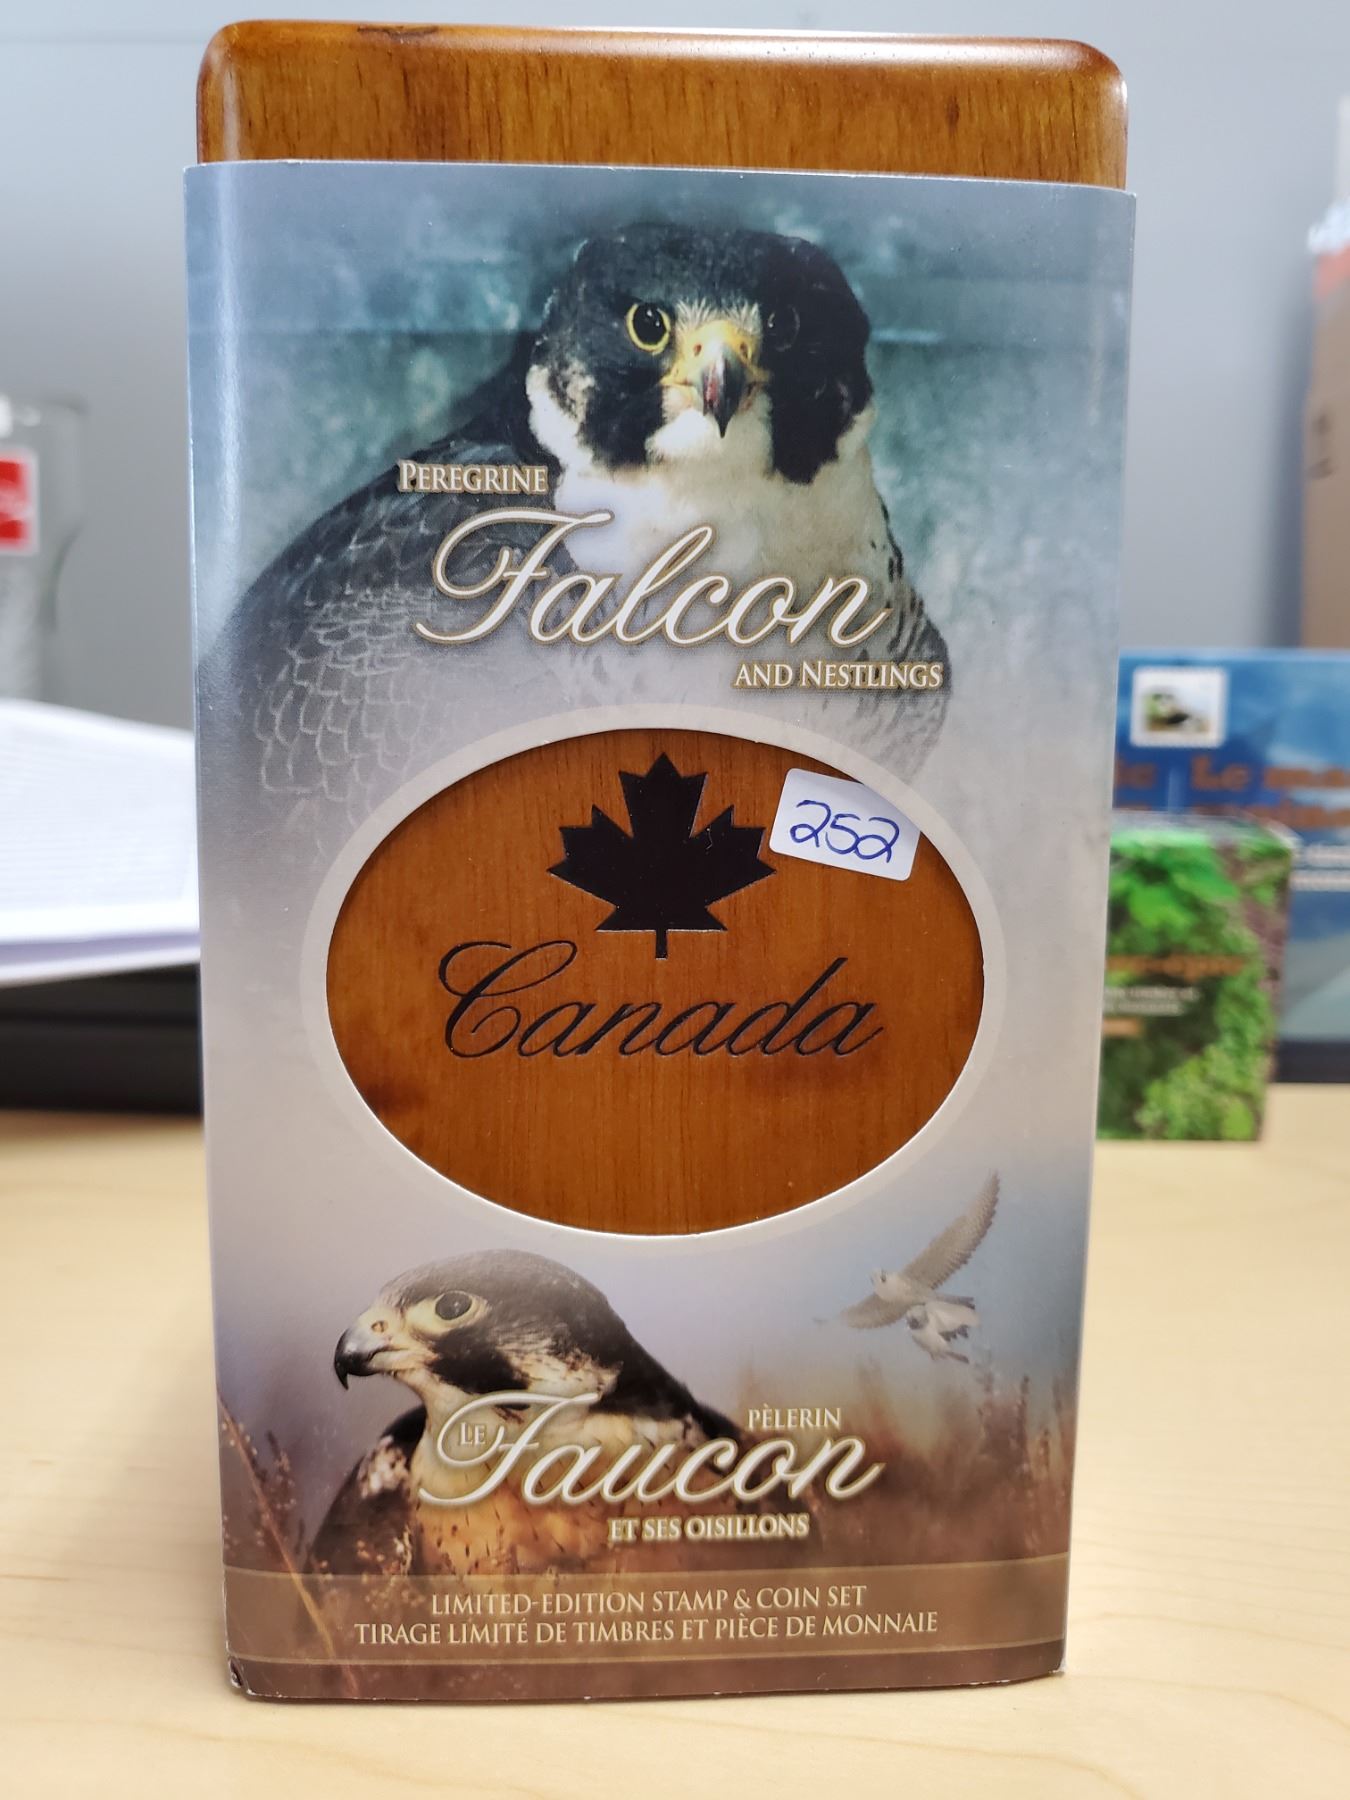 PEREGRINE
Falcon
AND NESTLINGS
252
Canada
PÈLERIN
LE Faucon
ET SES OISILLONS
LIMITED-EDITION STAMP & COIN SET
TIRAGE LIMITÉ DE TIMBRES ET PIÈCE DE MONNAIE